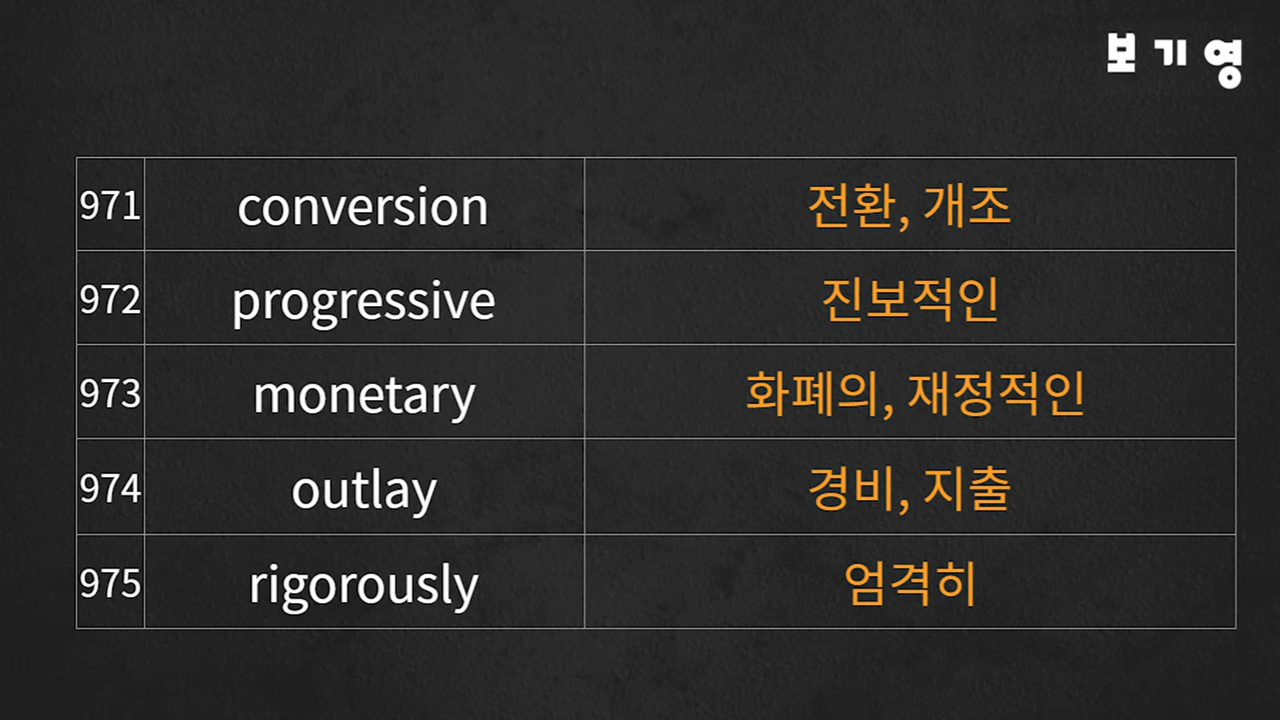 보기영
971 conversion 전환, 개조
972 progressive 진보적인
973 monetary 화폐의, 재정적인
974 outlay 경비, 지출
975 rigorously 엄격히